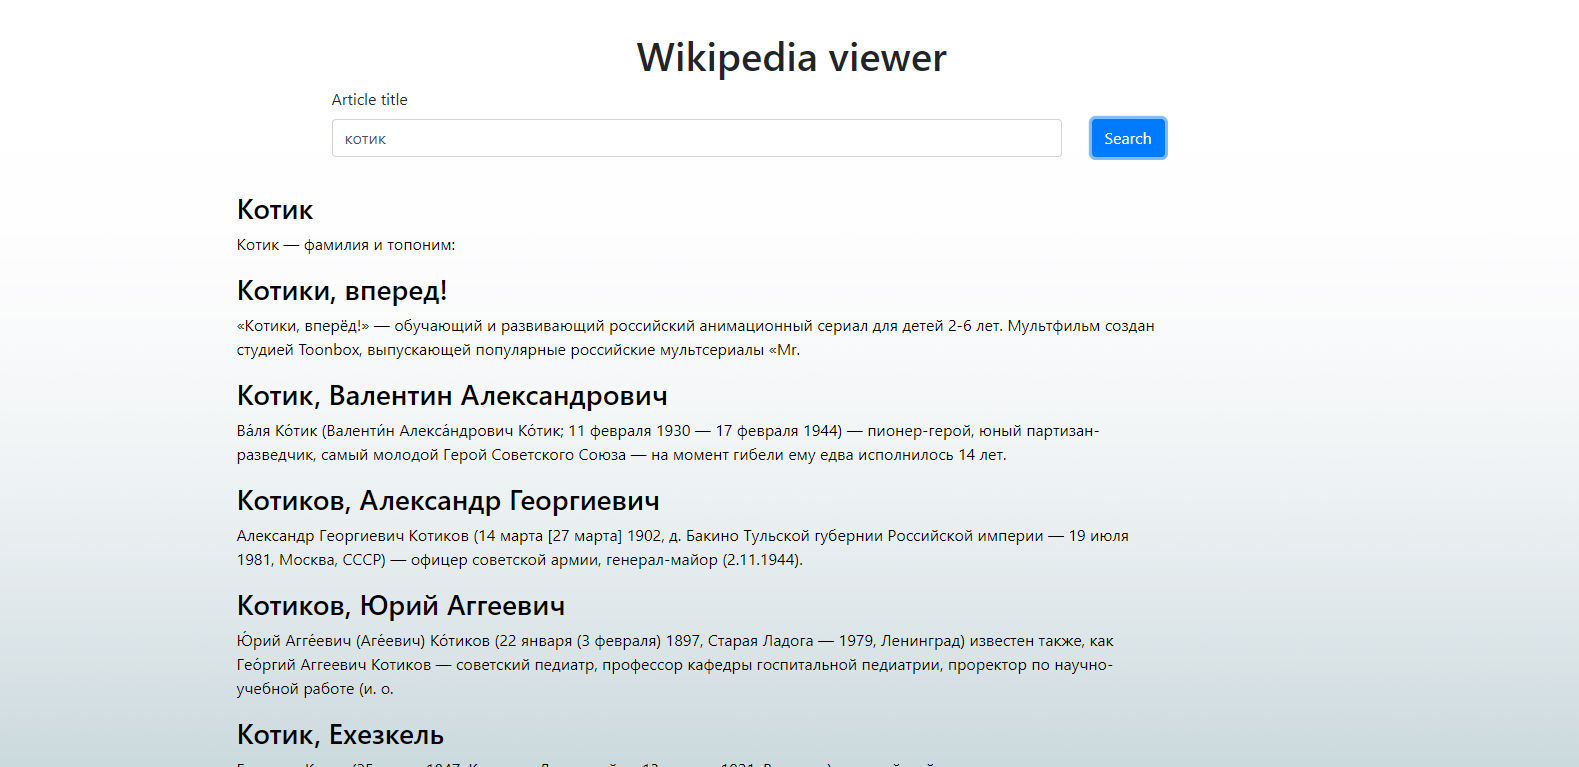 Wikipedia viewer
Article title
котик
Search
Котик
Котик — фамилия и топоним:
Котики, вперед!
«Котики, вперёд!» — обучающий и развивающий российский анимационный сериал для детей 2-6 лет. Мультфильм создан
студией Toonbox, выпускающей популярные российские мультсериалы «Mr.
Котик, Валентин Александрович
Ва́ля Ко́тик (Валенти́н Алекса́ндрович Ко́тик; 11 февраля 1930 — 17 февраля 1944) — пионер-герой, юный партизан-
разведчик, самый молодой Герой Советского Союза — на момент гибели ему едва исполнилось 14 лет.
Котиков, Александр Георгиевич
Александр Георгиевич Котиков (14 марта [27 марта] 1902, д. Бакино Тульской губернии Российской империи — 19 июля
1981, Москва, СССР) — офицер советской армии, генерал-майор (2.11.1944).
Котиков, Юрий Аггеевич
Ю́рий Агге́евич (Аге́евич) Ко́тиков (22 января (3 февраля) 1897, Старая Ладога — 1979, Ленинград) известен также, как
Гео́ргий Аггеевич Котиков — советский педиатр, профессор кафедры госпитальной педиатрии, проректор по научно-
учебной работе (и. о.
Котик, Ехезкель